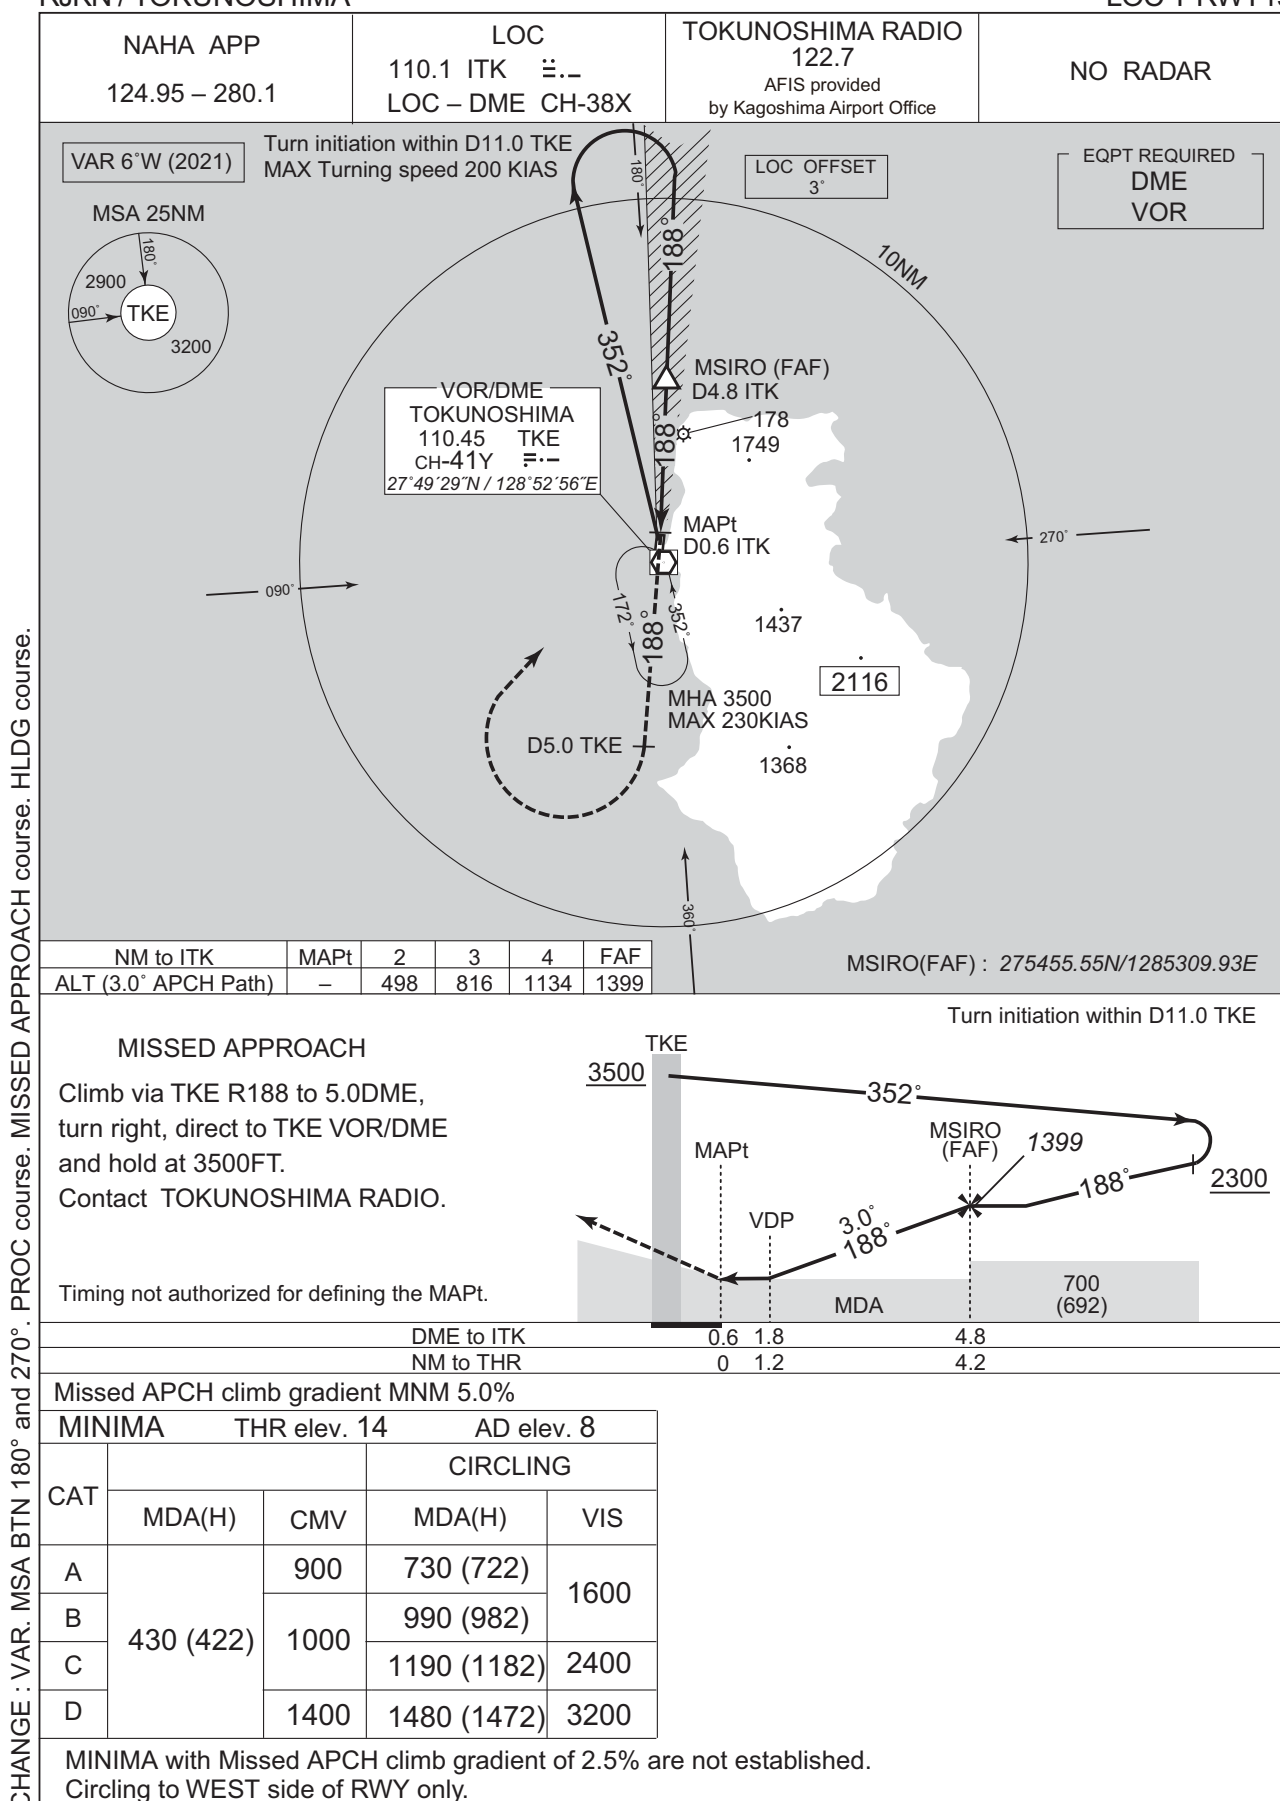 RJKN / TOKUNOSHIMA
NAHA APP
124.95 – 280.1
LOC
110.1 ITK
LOC – DME CH-38X
TOKUNOSHIMA RADIO
122.7
AFIS provided
by Kagoshima Airport Office
NO RADAR
VAR 6°W (2021)
Turn initiation within D11.0 TKE
MAX Turning speed 200 KIAS
180°
LOC OFFSET
3°
EQPT REQUIRED
DME
VOR
MSA 25NM
180°
2900
090°
TKE
3200
188°
10NM
352°
MSIRO (FAF)
D4.8 ITK
VOR/DME
TOKUNOSHIMA
110.45 TKE
CH-41Y
27°49´29˝N / 128°52´56˝E
188°
178
1749
MAPt
D0.6 ITK
270°
090°
172°
188°
352°
1437
2116
MHA 3500
MAX 230KIAS
D5.0 TKE
1368
360°
NM to ITK MAPt 2 3 4 FAF
ALT (3.0° APCH Path) – 498 816 1134 1399
MSIRO(FAF) : 275455.55N/1285309.93E
Turn initiation within D11.0 TKE
MISSED APPROACH
Climb via TKE R188 to 5.0DME,
turn right, direct to TKE VOR/DME
and hold at 3500FT.
Contact TOKUNOSHIMA RADIO.
Timing not authorized for defining the MAPt.
TKE
3500
352°
MAPt
MSIRO
(FAF)
1399
188°
2300
VDP
3.0°
188°
MDA
700
(692)
DME to ITK 0.6 1.8 4.8
NM to THR 0 1.2 4.2
Missed APCH climb gradient MNM 5.0%
MINIMA THR elev. 14 AD elev. 8
CAT
CIRCLING
MDA(H) CMV MDA(H) VIS
A 430 (422) 900 730 (722) 1600
B 1000 990 (982)
C 1190 (1182) 2400
D 1400 1480 (1472) 3200
MINIMA with Missed APCH climb gradient of 2.5% are not established.
Circling to WEST side of RWY only.
CHANGE : VAR. MSA BTN 180° and 270°. PROC course. MISSED APPROACH course. HLDG course.